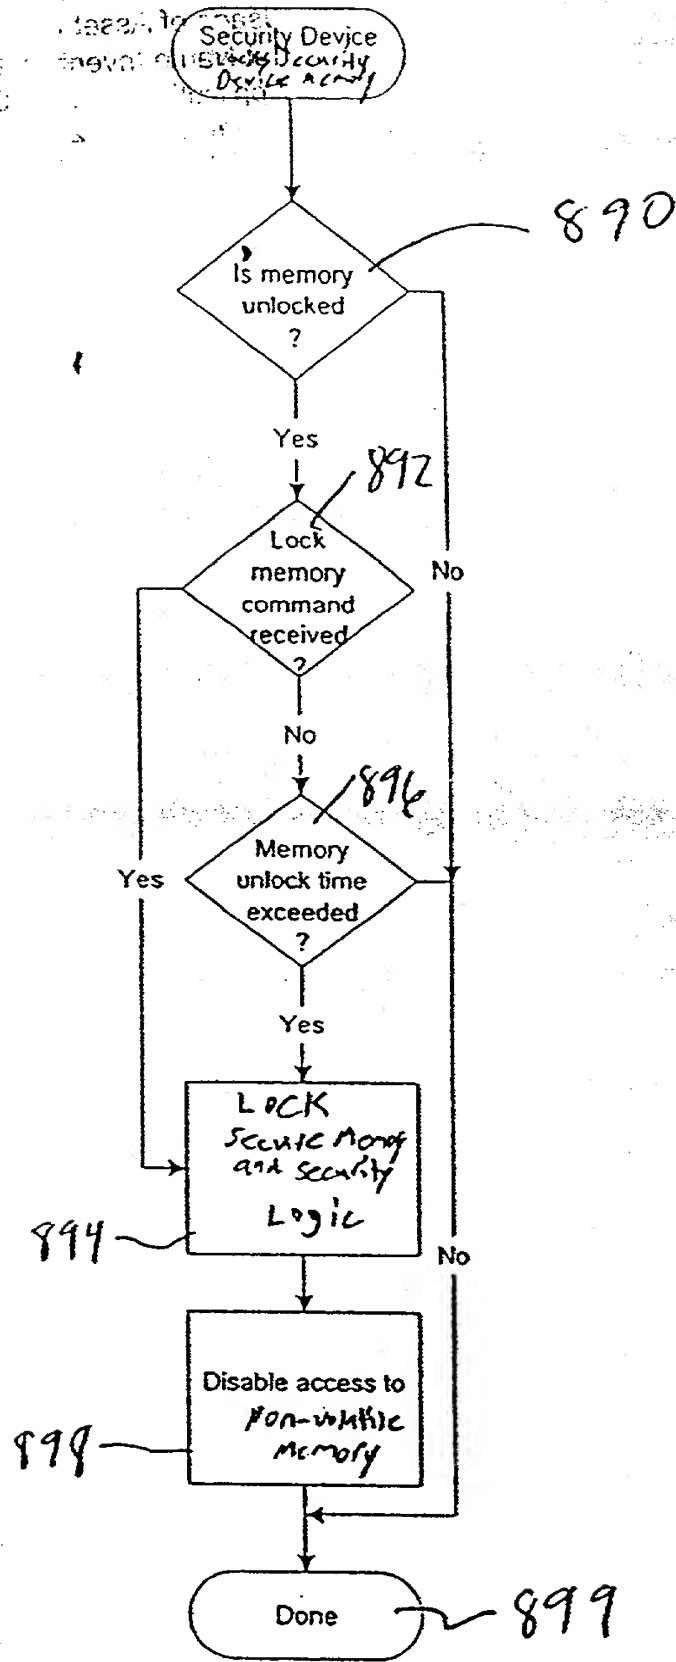 Security Device
Locks Security
Device Memory
890
Is memory
unlocked
?
Yes
892
Lock
memory
command
received
?
No
No
896
Memory
unlock time
exceeded
?
Yes
Yes
LOCK
Secure Memory
and Security
Logic
894
No
Disable access to
Non-volatile
Memory
898
Done
899